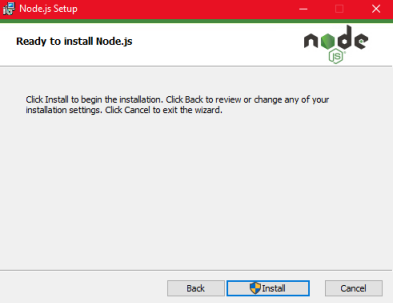 Node.js Setup
Ready to install Node.js
node
JS
Click Install to begin the installation. Click Back to review or change any of your
installation settings. Click Cancel to exit the wizard.
Back
Install
Cancel